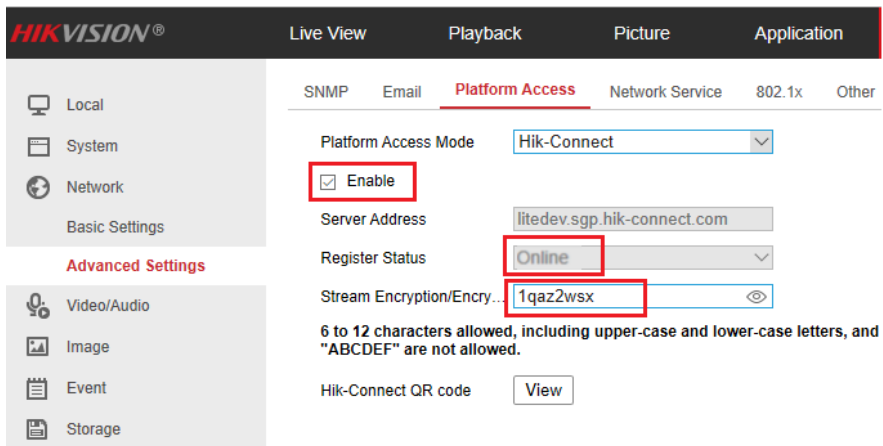 HIKVISION® Live View Playback Picture Application
SNMP Email Platform Access Network Service 802.1x Other
Local
System
Network
Basic Settings
Advanced Settings
Video/Audio
Image
Event
Storage
Platform Access Mode Hik-Connect
Enable
Server Address litedev.sgp.hik-connect.com
Register Status Online
Stream Encryption/Encry... 1qaz2wsx
6 to 12 characters allowed, including upper-case and lower-case letters, and
"ABCDEF" are not allowed.
Hik-Connect QR code View